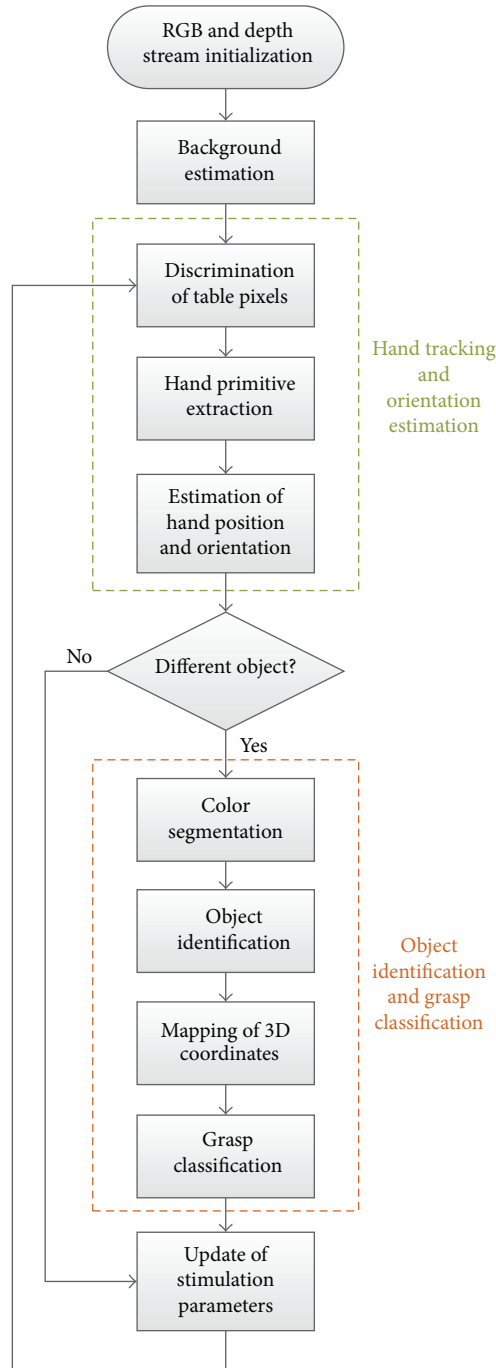 RGB and depth
stream initialization
Background
estimation
Discrimination
of table pixels
Hand tracking
and
orientation
estimation
Hand primitive
extraction
Estimation of
hand position
and orientation
No
Different object?
Yes
Color
segmentation
Object
identification
Object
identification
and grasp
classification
Mapping of 3D
coordinates
Grasp
classification
Update of
stimulation
parameters